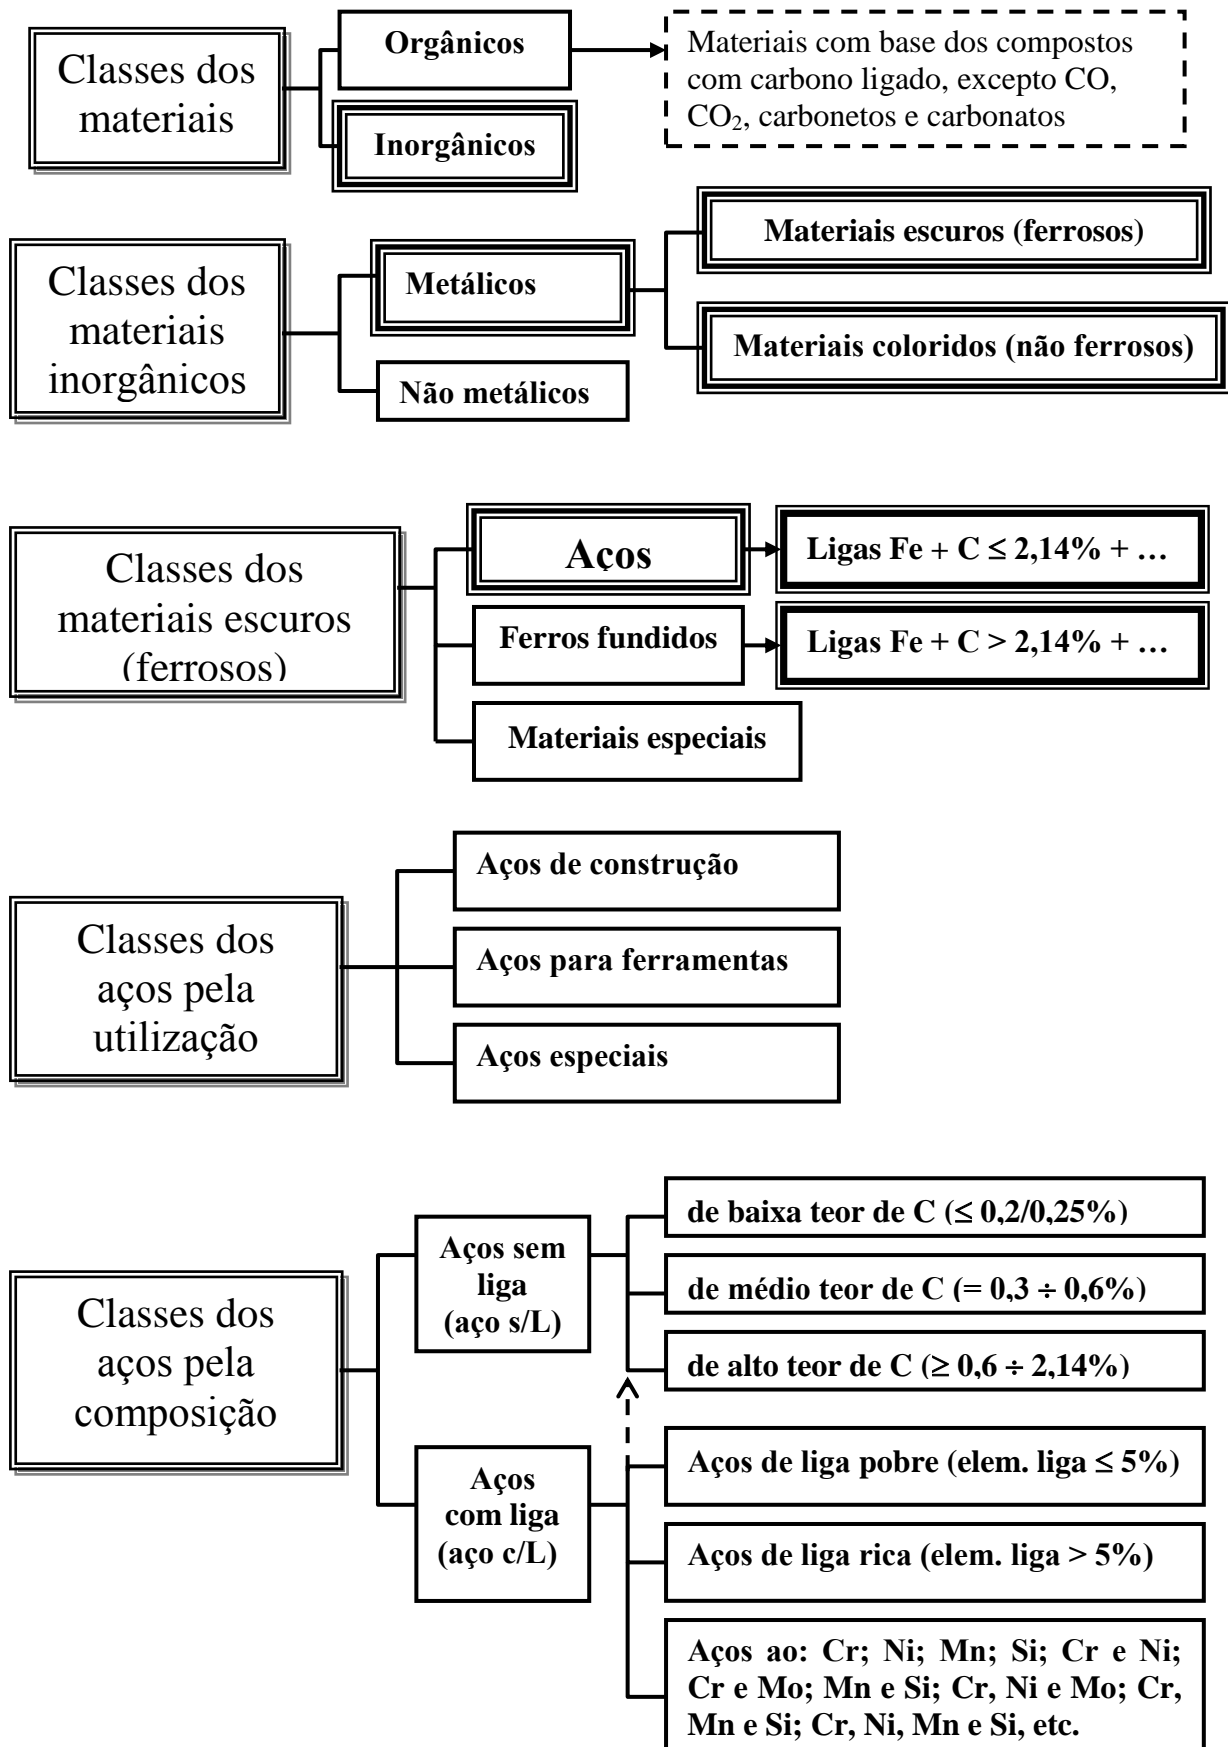 Classes dos
materiais
Orgânicos
Inorgânicos
Materiais com base dos compostos
com carbono ligado, excepto CO,
CO₂, carbonetos e carbonatos
Classes dos
materiais
inorgânicos
Metálicos
Não metálicos
Materiais escuros (ferrosos)
Materiais coloridos (não ferrosos)
Classes dos
materiais escuros
(ferrosos)
Aços
Ligas Fe + C ≤ 2,14% + …
Ferros fundidos
Ligas Fe + C > 2,14% + …
Materiais especiais
Classes dos
aços pela
utilização
Aços de construção
Aços para ferramentas
Aços especiais
Classes dos
aços pela
composição
Aços sem
liga
(aço s/L)
de baixa teor de C (≤ 0,2/0,25%)
de médio teor de C (= 0,3 ÷ 0,6%)
de alto teor de C (≥ 0,6 ÷ 2,14%)
Aços
com liga
(aço c/L)
Aços de liga pobre (elem. liga ≤ 5%)
Aços de liga rica (elem. liga > 5%)
Aços ao: Cr; Ni; Mn; Si; Cr e Ni;
Cr e Mo; Mn e Si; Cr, Ni e Mo; Cr,
Mn e Si; Cr, Ni, Mn e Si, etc.